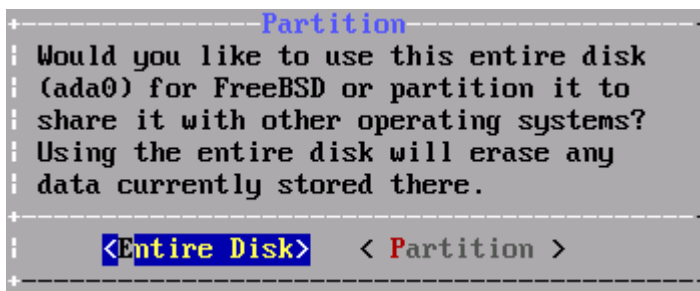 Partition
Would you like to use this entire disk
(ada0) for FreeBSD or partition it to
share it with other operating systems?
Using the entire disk will erase any
data currently stored there.
<Entire Disk> < Partition >